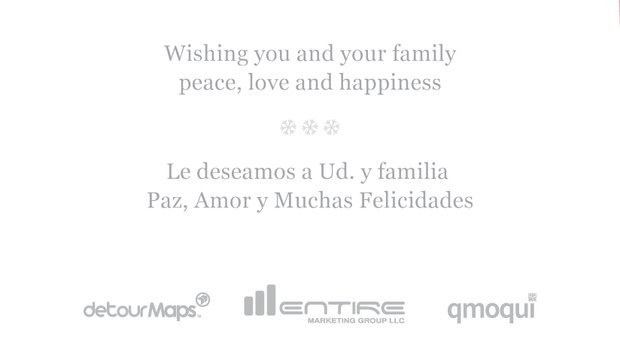 Wishing you and your family
peace, love and happiness
Le deseamos a Ud. y familia
Paz, Amor y Muchas Felicidades
detourMaps™
ENTIRE
MARKETING GROUP LLC
qmoqui